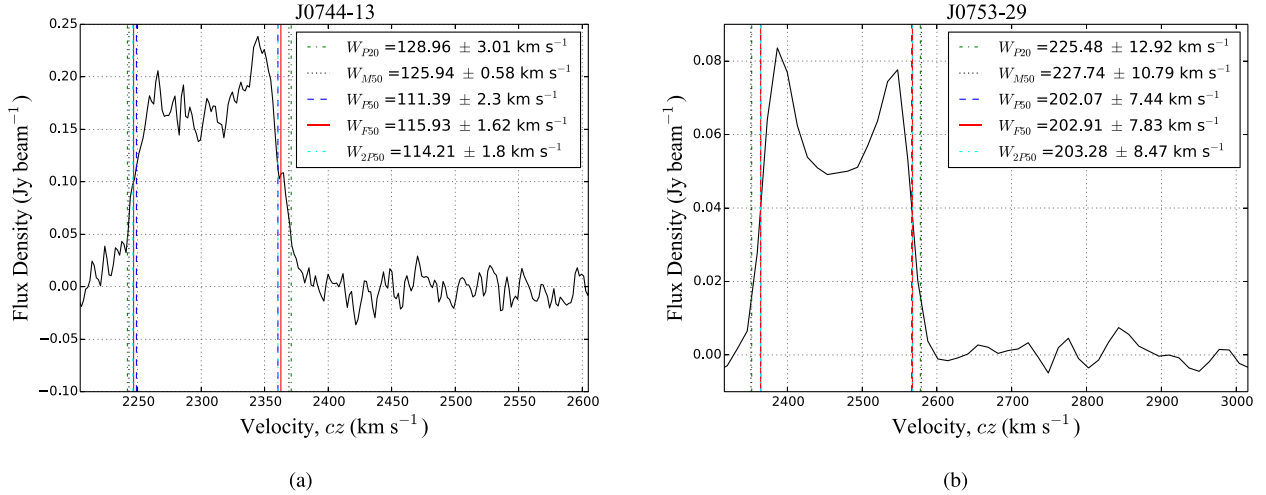 J0744-13
W_P20 =128.96 ± 3.01 km s⁻¹
W_M50 =125.94 ± 0.58 km s⁻¹
W_P50 =111.39 ± 2.3 km s⁻¹
W_F50 =115.93 ± 1.62 km s⁻¹
W_2P50 =114.21 ± 1.8 km s⁻¹
Flux Density (Jy beam⁻¹)
0.25
0.20
0.15
0.10
0.05
0.00
−0.05
−0.10
2250 2300 2350 2400 2450 2500 2550 2600
Velocity, cz (km s⁻¹)
(a)
J0753-29
W_P20 =225.48 ± 12.92 km s⁻¹
W_M50 =227.74 ± 10.79 km s⁻¹
W_P50 =202.07 ± 7.44 km s⁻¹
W_F50 =202.91 ± 7.83 km s⁻¹
W_2P50 =203.28 ± 8.47 km s⁻¹
Flux Density (Jy beam⁻¹)
0.08
0.06
0.04
0.02
0.00
2400 2500 2600 2700 2800 2900 3000
Velocity, cz (km s⁻¹)
(b)